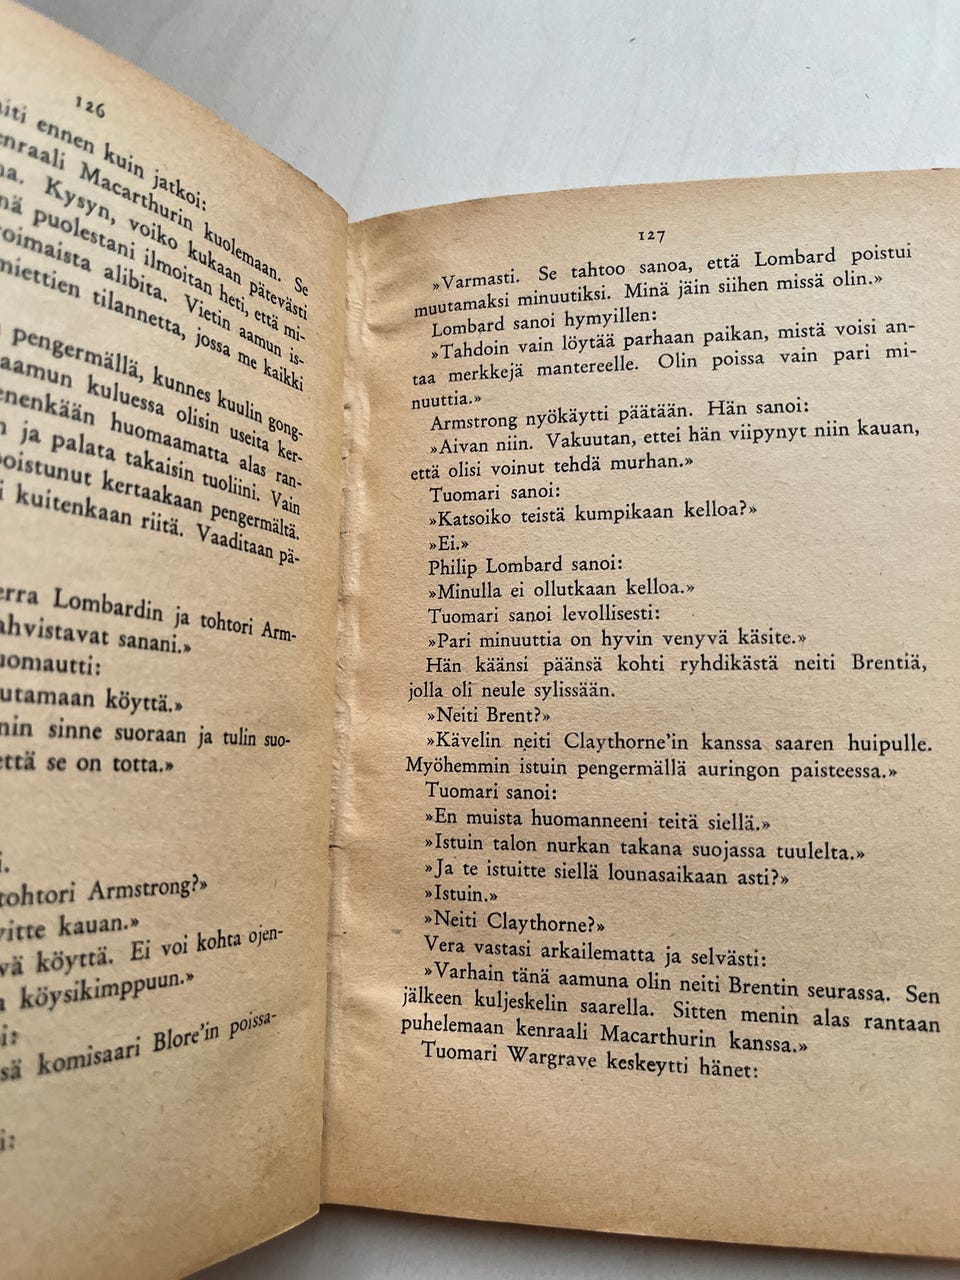 126
ennen kuin jatkoi:
Macarthurin kuolemaan. Se
Kysyn, voiko kukaan pätevästi
puolestani ilmoitan heti, että mi-
alibita. Vietin aamun is-
miettien tilannetta, jossa me kaikki
pengermällä, kunnes kuulin gong-
aamun kuluessa olisin useita ker-
huomaamatta alas ran-
ja palata takaisin tuoliini. Vain
kertaakaan pengermältä.
kuitenkaan riitä. Vaaditaan pä-
Lombardin ja tohtori Arm-
sanani.»
köyttä.»
sinne suoraan ja tulin suo-
se on totta.»
tohtori Armstrong?»
kauan.»
köyttä. Ei voi kohta ojen-
köysikimppuun.»
komisaari Blore'in poissa-
127
»Varmasti. Se tahtoo sanoa, että Lombard poistui
muutamaksi minuutiksi. Minä jäin siihen missä olin.»
Lombard sanoi hymyillen:
»Tahdoin vain löytää parhaan paikan, mistä voisi an-
taa merkkejä mantereelle. Olin poissa vain pari mi-
nuuttia.»
Armstrong nyökäytti päätään. Hän sanoi:
»Aivan niin. Vakuutan, ettei hän viipynyt niin kauan,
että olisi voinut tehdä murhan.»
Tuomari sanoi:
»Katsoiko teistä kumpikaan kelloa?»
»Ei.»
Philip Lombard sanoi:
»Minulla ei ollutkaan kelloa.»
Tuomari sanoi levollisesti:
»Pari minuuttia on hyvin venyvä käsite.»
Hän käänsi päänsä kohti ryhdikästä neiti Brentiä,
jolla oli neule sylissään.
»Neiti Brent?»
»Kävelin neiti Claythorne'in kanssa saaren huipulle.
Myöhemmin istuin pengermällä auringon paisteessa.»
Tuomari sanoi:
»En muista huomanneeni teitä siellä.»
»Istuin talon nurkan takana suojassa tuulelta.»
»Ja te istuitte siellä lounasaikaan asti?»
»Istuin.»
»Neiti Claythorne?»
Vera vastasi arkailematta ja selvästi:
»Varhain tänä aamuna olin neiti Brentin seurassa. Sen
jälkeen kuljeskelin saarella. Sitten menin alas rantaan
puhelemaan kenraali Macarthurin kanssa.»
Tuomari Wargrave keskeytti hänet: